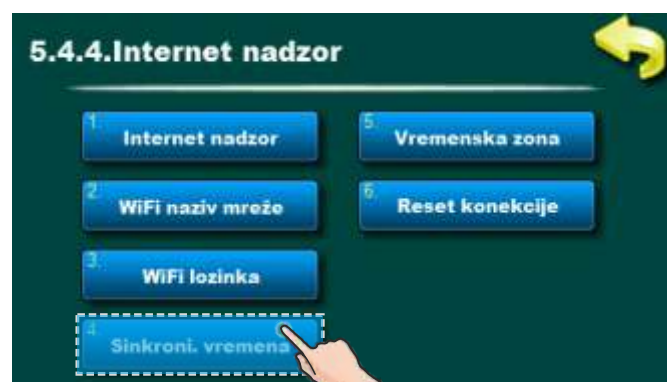 5.4.4.Internet nadzor
1. Internet nadzor
2. WiFi naziv mreže
3. WiFi lozinka
4. Sinkroni. vremena
5. Vremenska zona
6. Reset konekcije